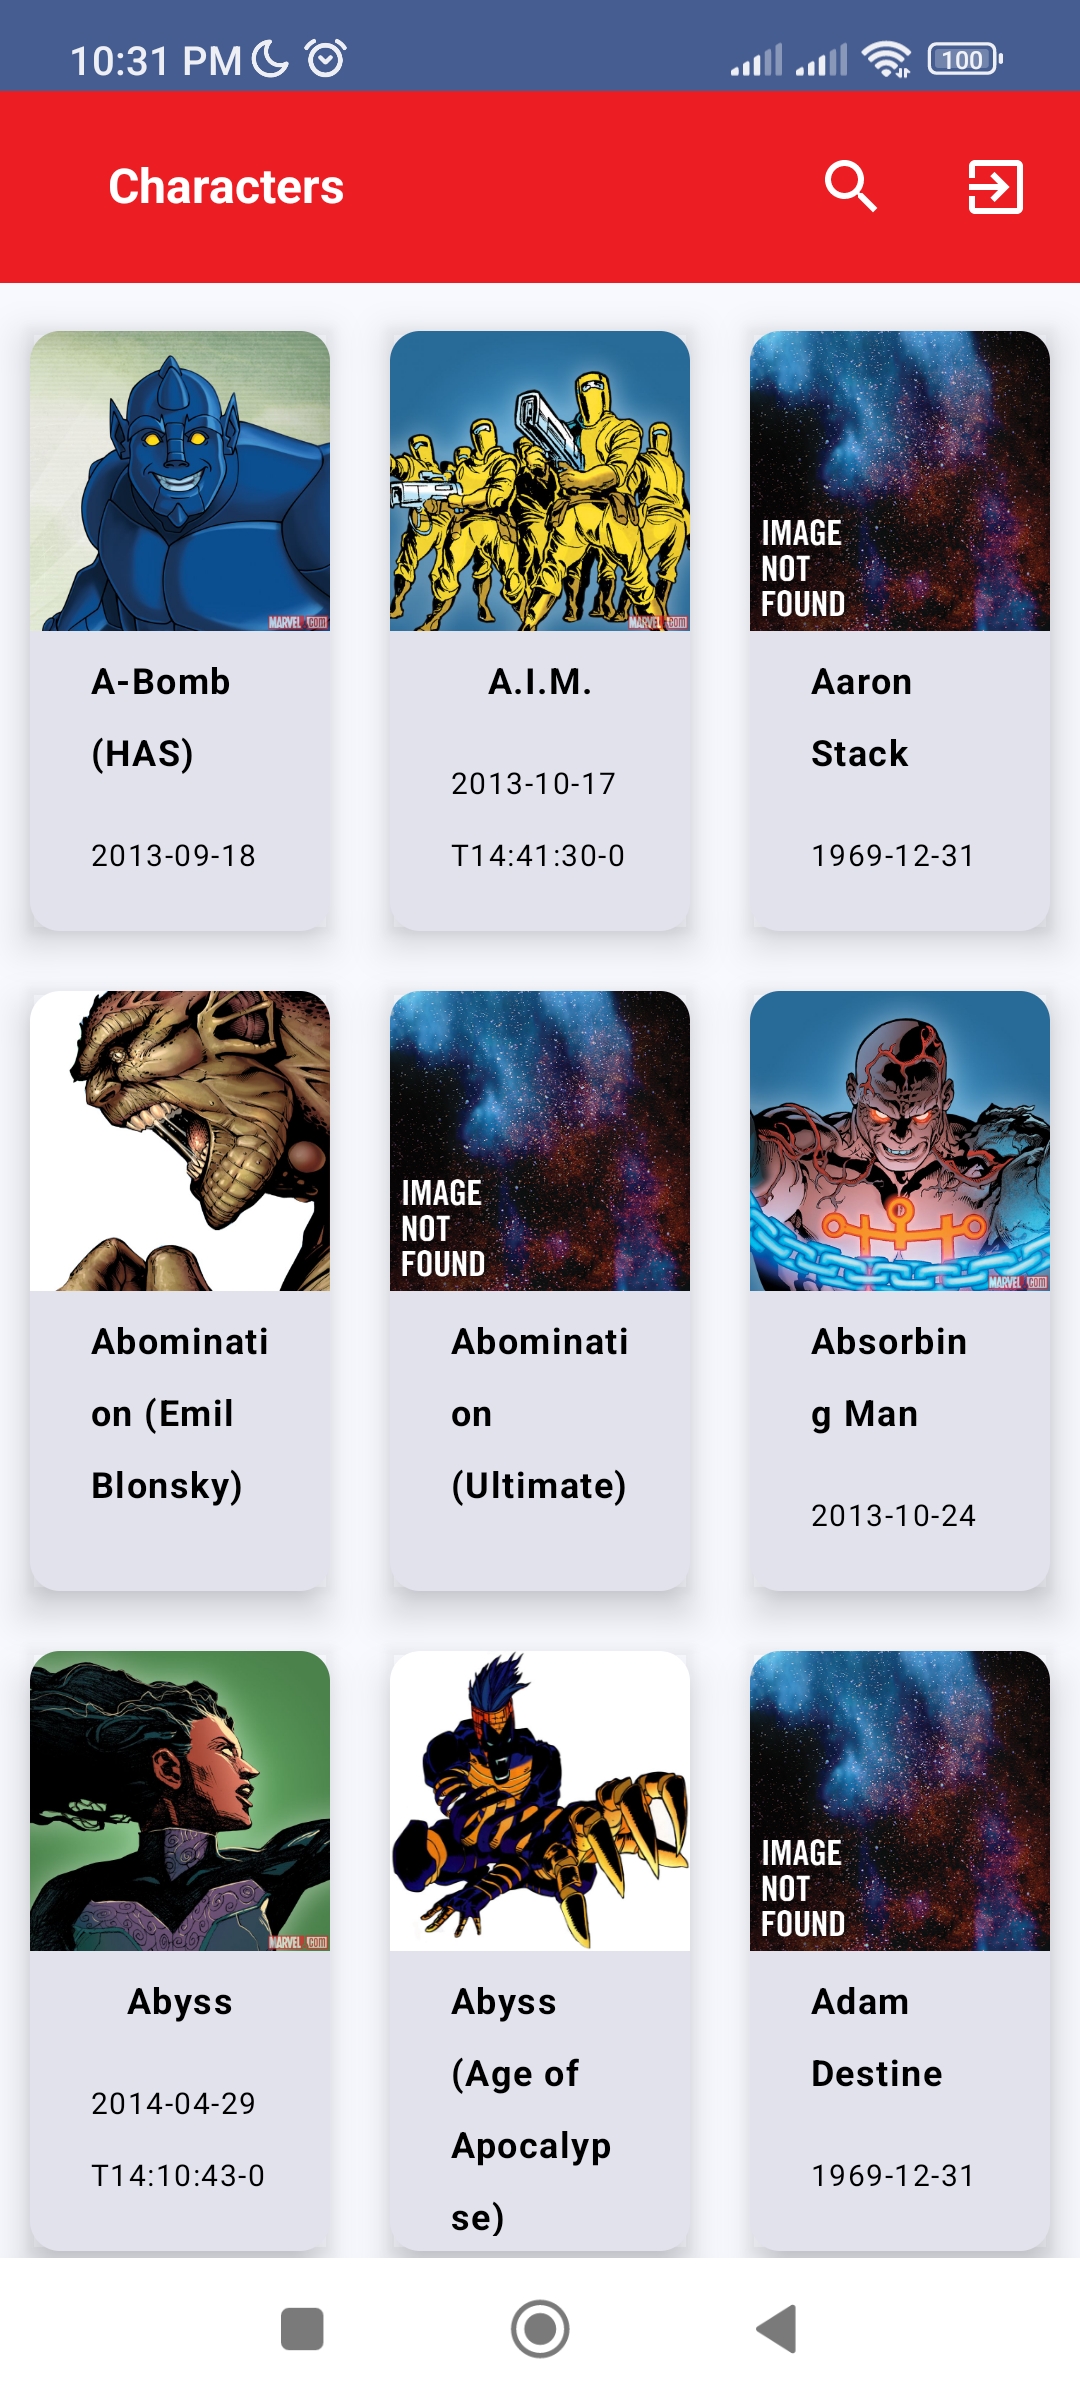 10:31 PM
100
Characters
MARVEL.com
MARVEL.com
IMAGE
NOT
FOUND
A-Bomb
(HAS)
2013-09-18
A.I.M.
2013-10-17
T14:41:30-0
Aaron
Stack
1969-12-31
IMAGE
NOT
FOUND
MARVEL.com
Abominati
on (Emil
Blonsky)
Abominati
on
(Ultimate)
Absorbin
g Man
2013-10-24
MARVEL.com
IMAGE
NOT
FOUND
Abyss
2014-04-29
T14:10:43-0
Abyss
(Age of
Apocalyp
se)
Adam
Destine
1969-12-31